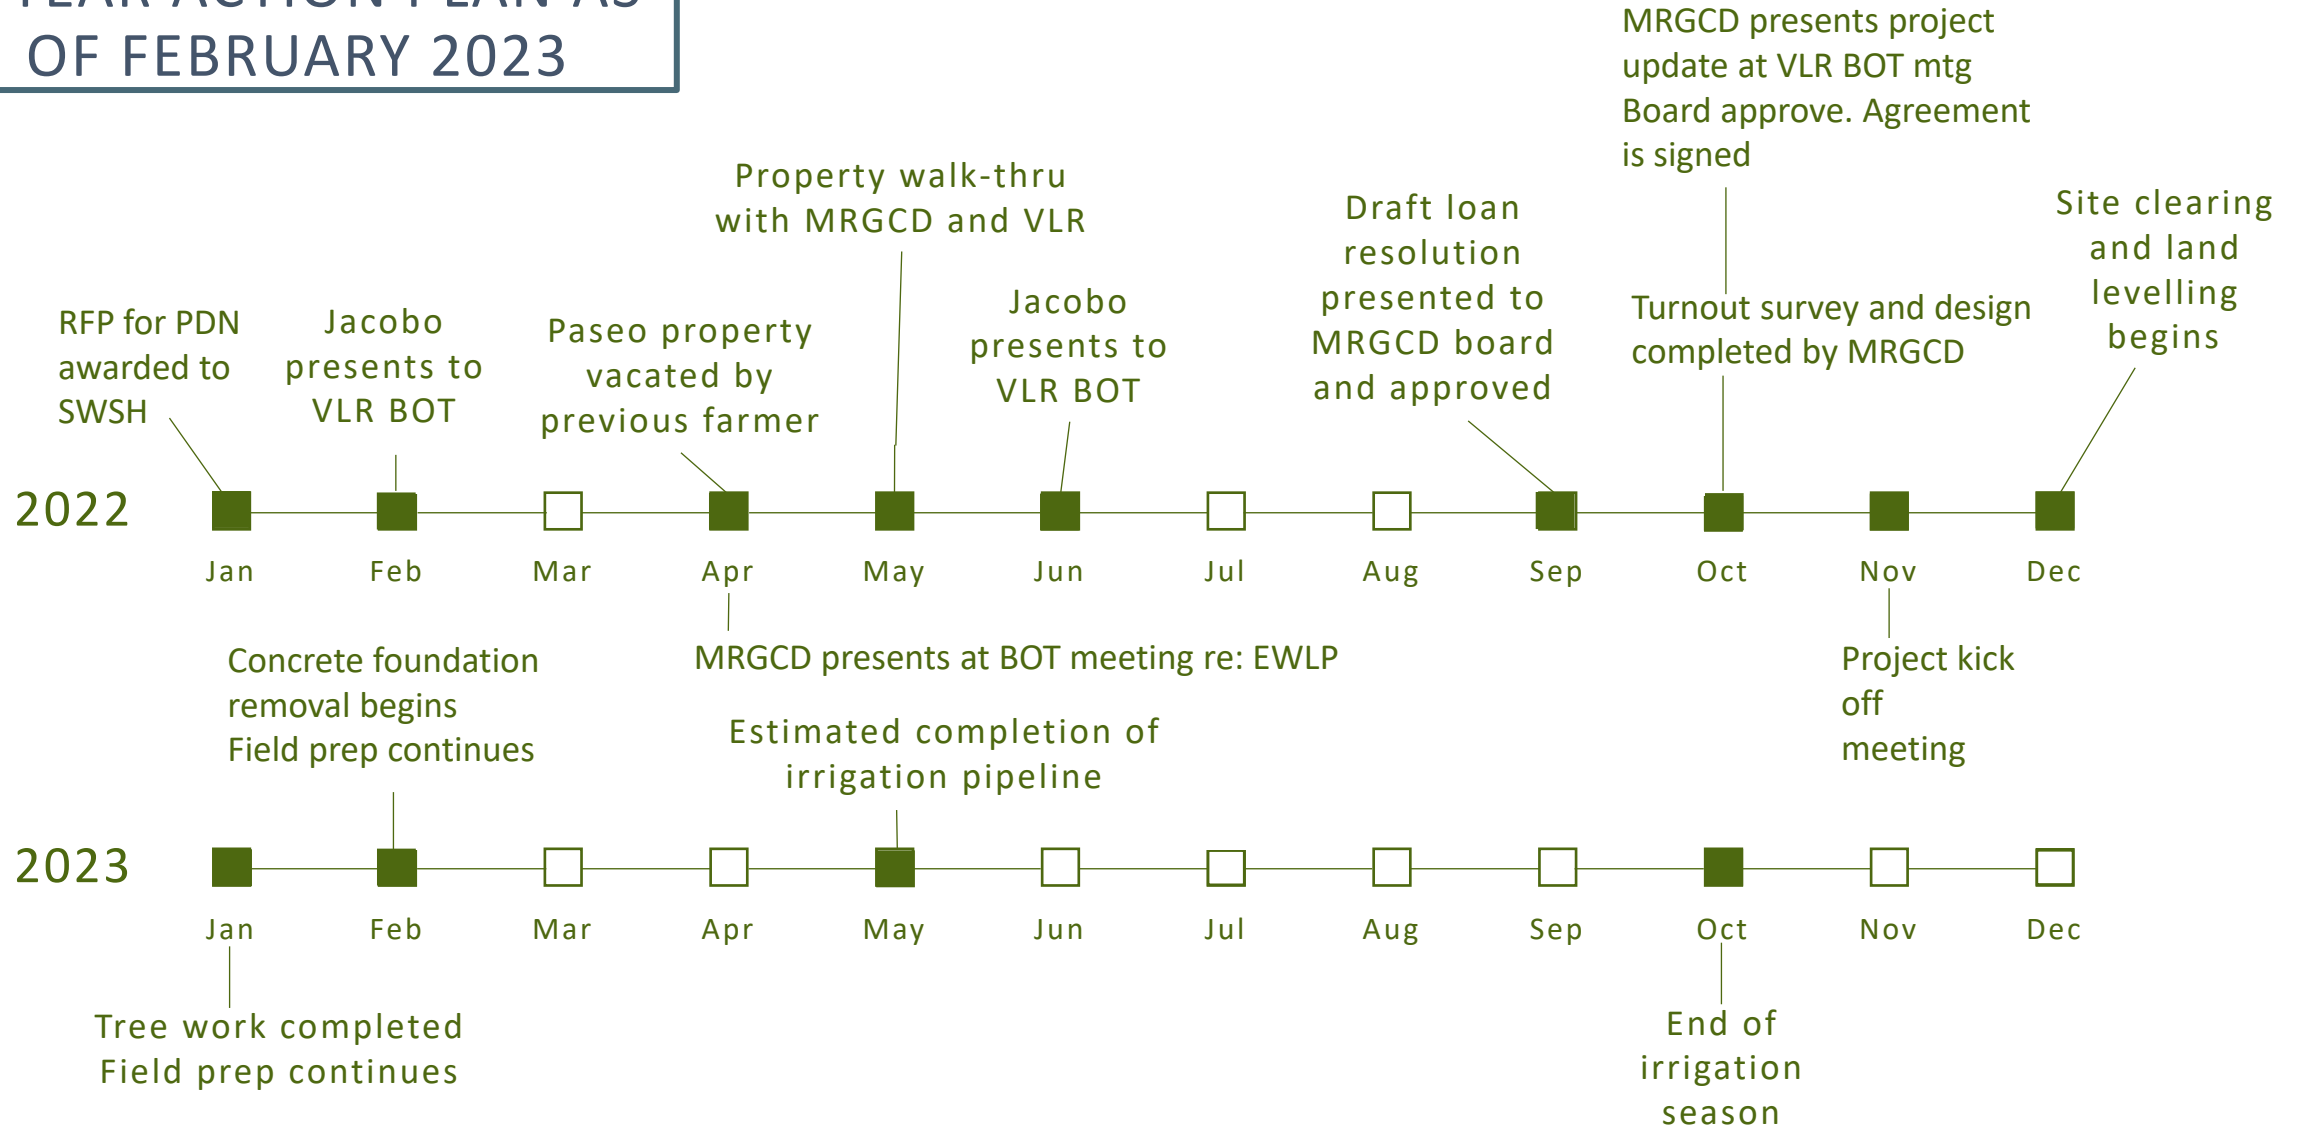 YEAR ACTION PLAN AS
OF FEBRUARY 2023
MRGCD presents project
update at VLR BOT mtg
Board approve. Agreement
is signed
Property walk-thru
with MRGCD and VLR
Draft loan
resolution
presented to
MRGCD board
and approved
Site clearing
and land
levelling
begins
RFP for PDN
awarded to
SWSH
Jacobo
presents to
VLR BOT
Paseo property
vacated by
previous farmer
Jacobo
presents to
VLR BOT
Turnout survey and design
completed by MRGCD
2022
Jan
Feb
Mar
Apr
May
Jun
Jul
Aug
Sep
Oct
Nov
Dec
MRGCD presents at BOT meeting re: EWLP
Project kick
off
meeting
Concrete foundation
removal begins
Field prep continues
Estimated completion of
irrigation pipeline
2023
Jan
Feb
Mar
Apr
May
Jun
Jul
Aug
Sep
Oct
Nov
Dec
Tree work completed
Field prep continues
End of
irrigation
season